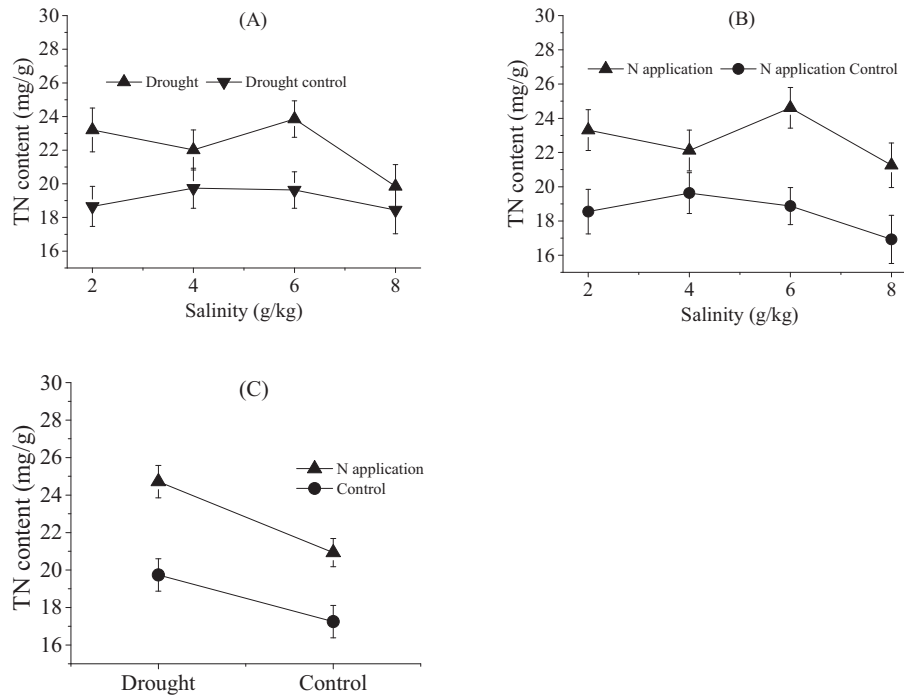 (A)
Drought Drought control
TN content (mg/g)
30
28
26
24
22
20
18
16
2 4 6 8
Salinity (g/kg)
(B)
N application N application Control
TN content (mg/g)
30
28
26
24
22
20
18
16
2 4 6 8
Salinity (g/kg)
(C)
N application
Control
TN content (mg/g)
30
28
26
24
22
20
18
16
Drought Control